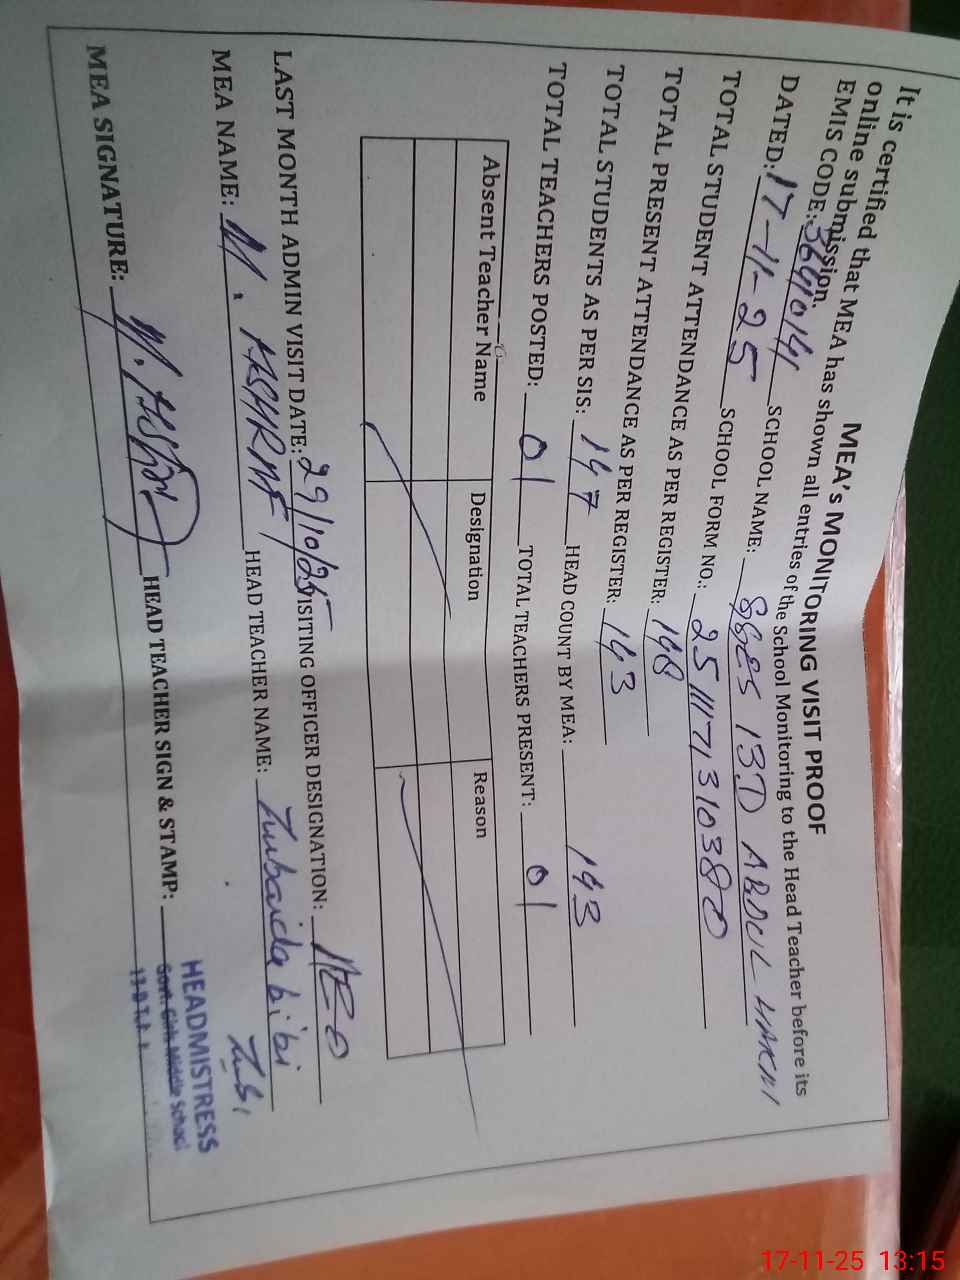 MEA's MONITORING VISIT PROOF
It is certified that MEA has shown all entries of the School Monitoring to the Head Teacher before its
online submission.
EMIS CODE: SCHOOL NAME: GGES 13D ABDUL HAKIM
DATED: 17-11-25 SCHOOL FORM NO.: 2511171310380
TOTAL STUDENT ATTENDANCE AS PER REGISTER: 148
TOTAL PRESENT ATTENDANCE AS PER REGISTER: 143
TOTAL STUDENTS AS PER SIS: 147 HEAD COUNT BY MEA: 143
TOTAL TEACHERS POSTED: 01 TOTAL TEACHERS PRESENT: 01
Absent Teacher Name Designation Reason
LAST MONTH ADMIN VISIT DATE: 29/10/25 VISITING OFFICER DESIGNATION: AEO
MEA NAME: M. ASHRAF HEAD TEACHER NAME: Zubaida bibi
MEA SIGNATURE: M. HEAD TEACHER SIGN & STAMP:
HEADMISTRESS
Govt: Girls Middle School
17-11-25 13:15